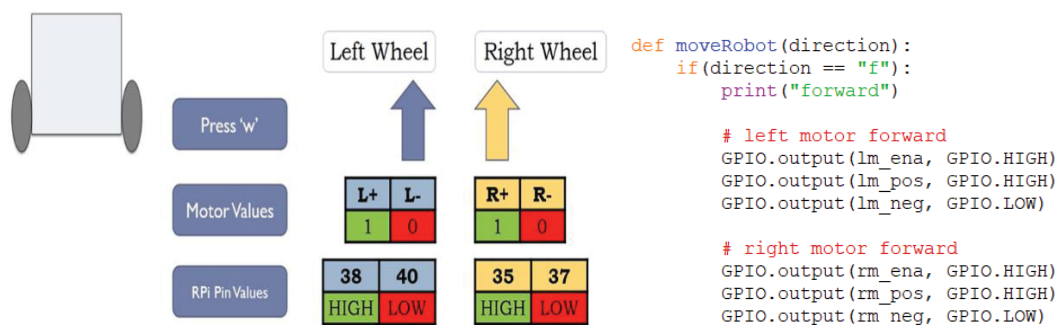 Left Wheel Right Wheel
Press ‘w’
Motor Values
L+ L- R+ R-
1 0 1 0
RPi Pin Values
38 40 35 37
HIGH LOW HIGH LOW
def moveRobot(direction):
    if(direction == "f"):
        print("forward")

        # left motor forward
        GPIO.output(lm_ena, GPIO.HIGH)
        GPIO.output(lm_pos, GPIO.HIGH)
        GPIO.output(lm_neg, GPIO.LOW)

        # right motor forward
        GPIO.output(rm_ena, GPIO.HIGH)
        GPIO.output(rm_pos, GPIO.HIGH)
        GPIO.output(rm_neg, GPIO.LOW)